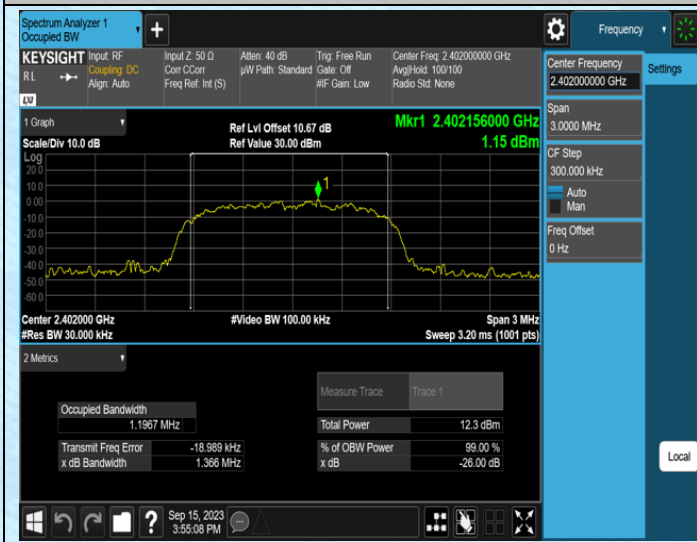 Spectrum Analyzer 1
Occupied BW
Frequency
KEYSIGHT
RL
LXI
Input: RF
Coupling: DC
Align: Auto
Input Z: 50 Ω
Corr CCorr
Freq Ref: Int (S)
Atten: 40 dB
µW Path: Standard
Trig: Free Run
Gate: Off
#IF Gain: Low
Center Freq: 2.402000000 GHz
Avg|Hold: 100/100
Radio Std: None
Center Frequency
2.402000000 GHz
Settings
Span
3.0000 MHz
CF Step
300.000 kHz
Auto
Man
Freq Offset
0 Hz
Local
1 Graph
Scale/Div 10.0 dB
Ref Lvl Offset 10.67 dB
Ref Value 30.00 dBm
Mkr1 2.402156000 GHz
1.15 dBm
Log
20.0
10.0
0.00
-10.0
-20.0
-30.0
-40.0
-50.0
-60.0
1
Center 2.402000 GHz
#Res BW 30.000 kHz
#Video BW 100.00 kHz
Span 3 MHz
Sweep 3.20 ms (1001 pts)
2 Metrics
Measure Trace
Trace 1
Occupied Bandwidth
1.1967 MHz
Total Power
12.3 dBm
Transmit Freq Error
-18.989 kHz
% of OBW Power
99.00 %
x dB Bandwidth
1.366 MHz
x dB
-26.00 dB
?
Sep 15, 2023
3:55:08 PM